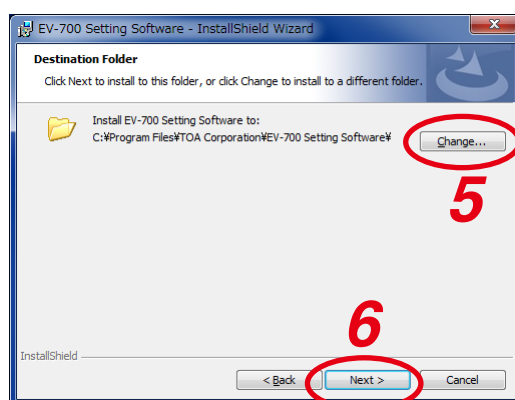 EV-700 Setting Software - InstallShield Wizard
Destination Folder
Click Next to install to this folder, or click Change to install to a different folder.
Install EV-700 Setting Software to:
C:¥Program Files¥TOA Corporation¥EV-700 Setting Software¥
Change...
5
6
InstallShield
< Back
Next >
Cancel